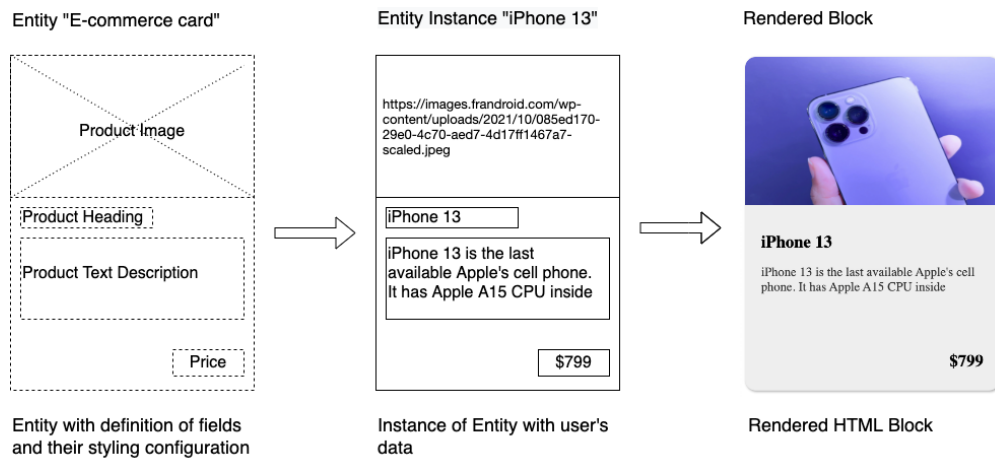 Entity "E-commerce card"
Product Image
Product Heading
Product Text Description
Price
Entity with definition of fields
and their styling configuration
Entity Instance "iPhone 13"
https://images.frandroid.com/wp-
content/uploads/2021/10/085ed170-
29e0-4c70-aed7-4d17ff1467a7-
scaled.jpeg
iPhone 13
iPhone 13 is the last
available Apple's cell phone.
It has Apple A15 CPU inside
$799
Instance of Entity with user's
data
Rendered Block
iPhone 13
iPhone 13 is the last available Apple's cell
phone. It has Apple A15 CPU inside
$799
Rendered HTML Block